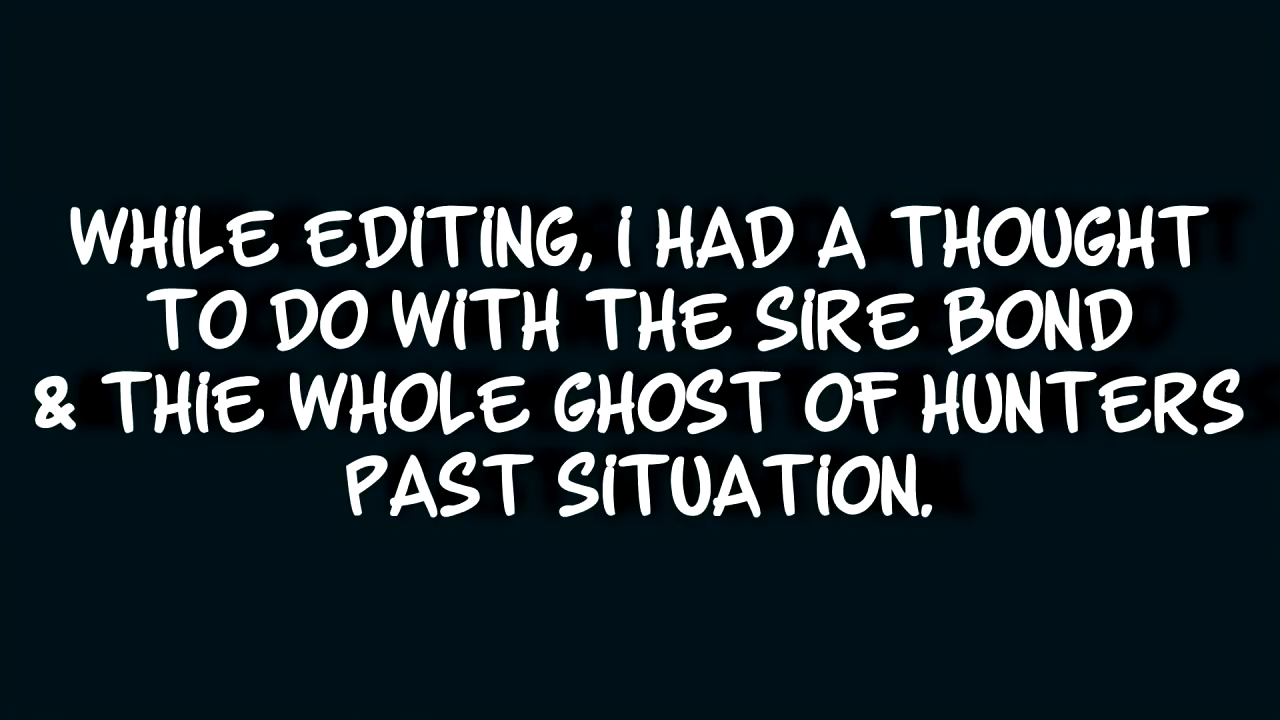 WHiLE EDiTiNG, i HAD A THOUGHT
TO DO WiTH THE SiRE BOND
& THiE WHOLE GHOST OF HUNTERS
PAST SiTUATiON.